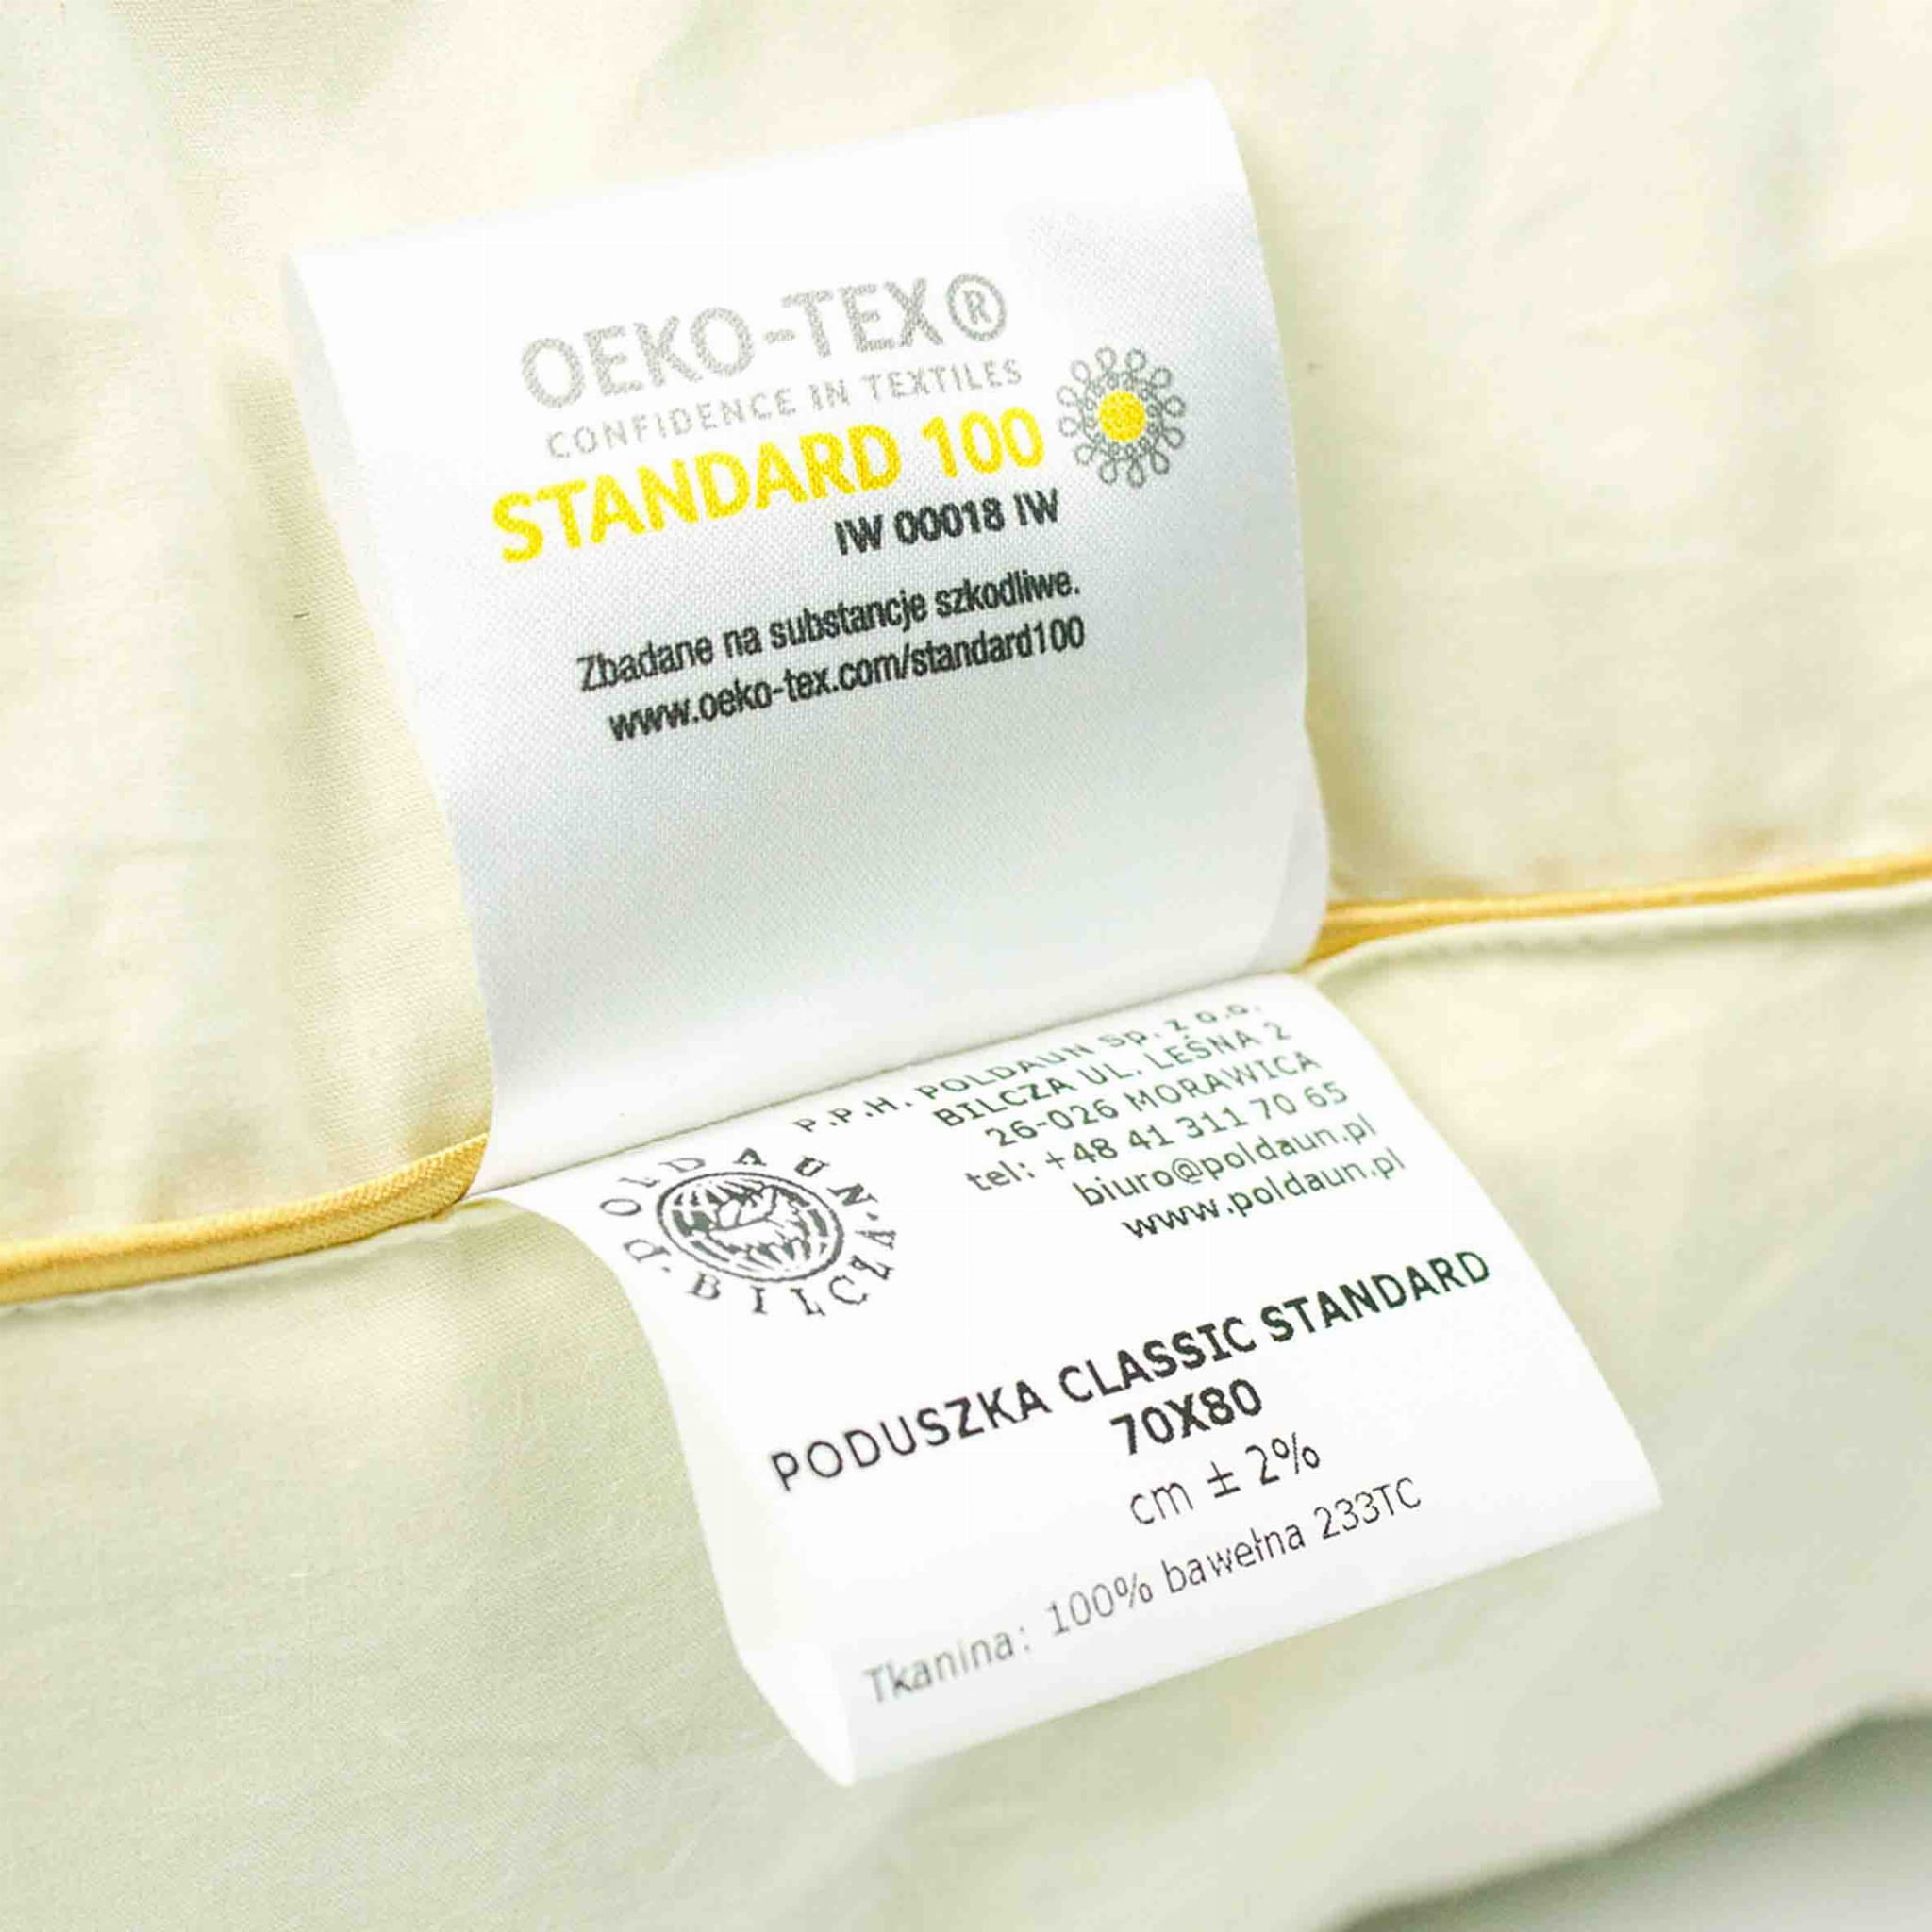 OEKO-TEX®
CONFIDENCE IN TEXTILES
STANDARD 100
IW 00018 IW
Zbadane na substancje szkodliwe.
www.oeko-tex.com/standard100
P.P.H. POLDAUN Sp. z o.o.
BILCZA UL. LEŚNA 2
26-026 MORAWICA
tel: +48 41 311 70 65
biuro@poldaun.pl
www.poldaun.pl
POLDAUN. BILCZA P.
PODUSZKA CLASSIC STANDARD
70X80
cm ± 2%
Tkanina: 100% bawełna 233TC